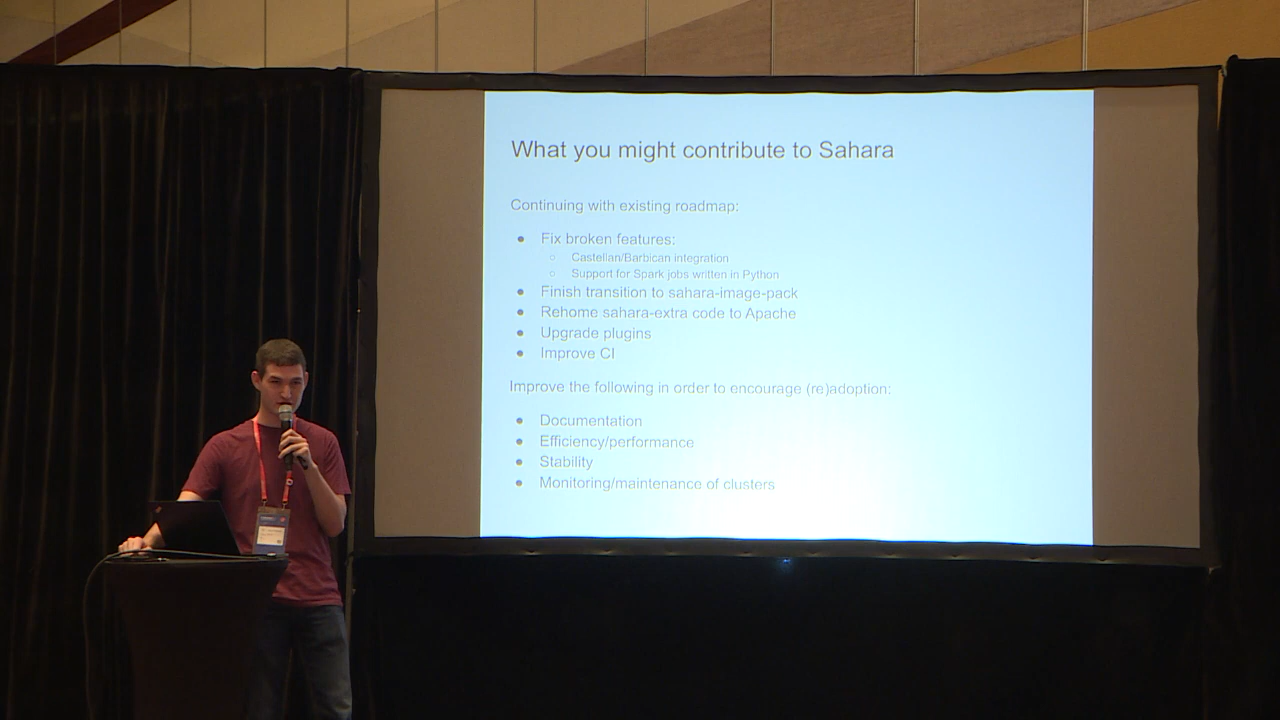 What you might contribute to Sahara
Continuing with existing roadmap:
● Fix broken features:
○ Castellan/Barbican integration
○ Support for Spark jobs written in Python
● Finish transition to sahara-image-pack
● Rehome sahara-extra code to Apache
● Upgrade plugins
● Improve CI
Improve the following in order to encourage (re)adoption:
● Documentation
● Efficiency/performance
● Stability
● Monitoring/maintenance of clusters